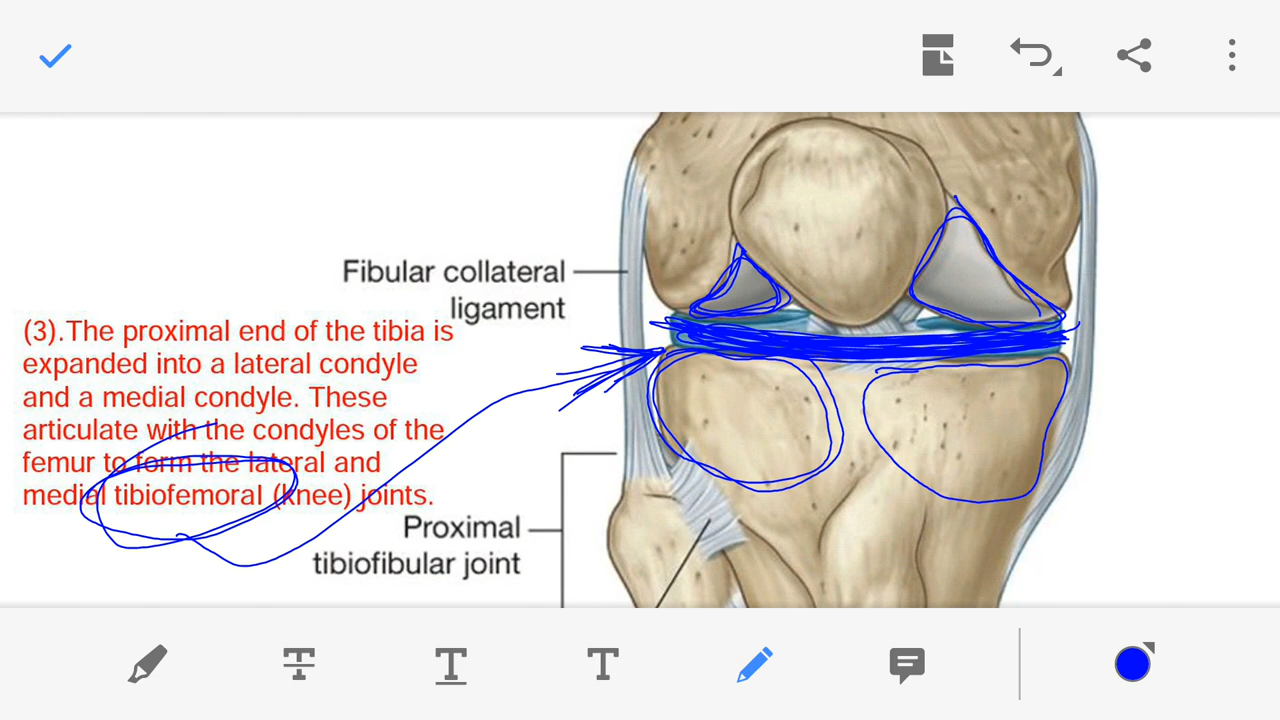 Fibular collateral
ligament
(3).The proximal end of the tibia is
expanded into a lateral condyle
and a medial condyle. These
articulate with the condyles of the
femur to form the lateral and
medial tibiofemoral (knee) joints.
Proximal
tibiofibular joint